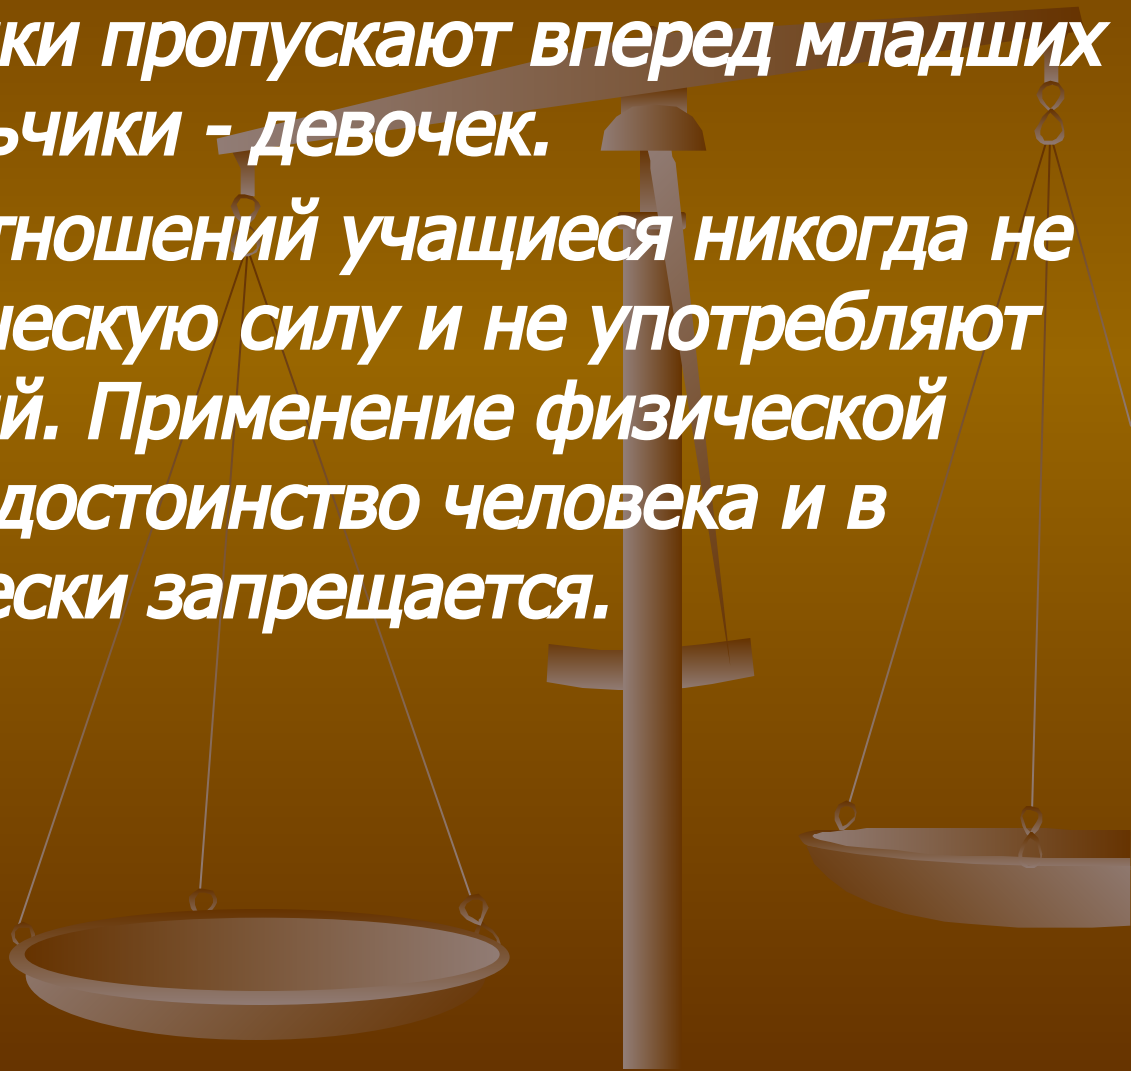 ки пропускают вперед младших
ьчики - девочек.
тношений учащиеся никогда не
ческую силу и не употребляют
ий. Применение физической
достоинство человека и в
ески запрещается.